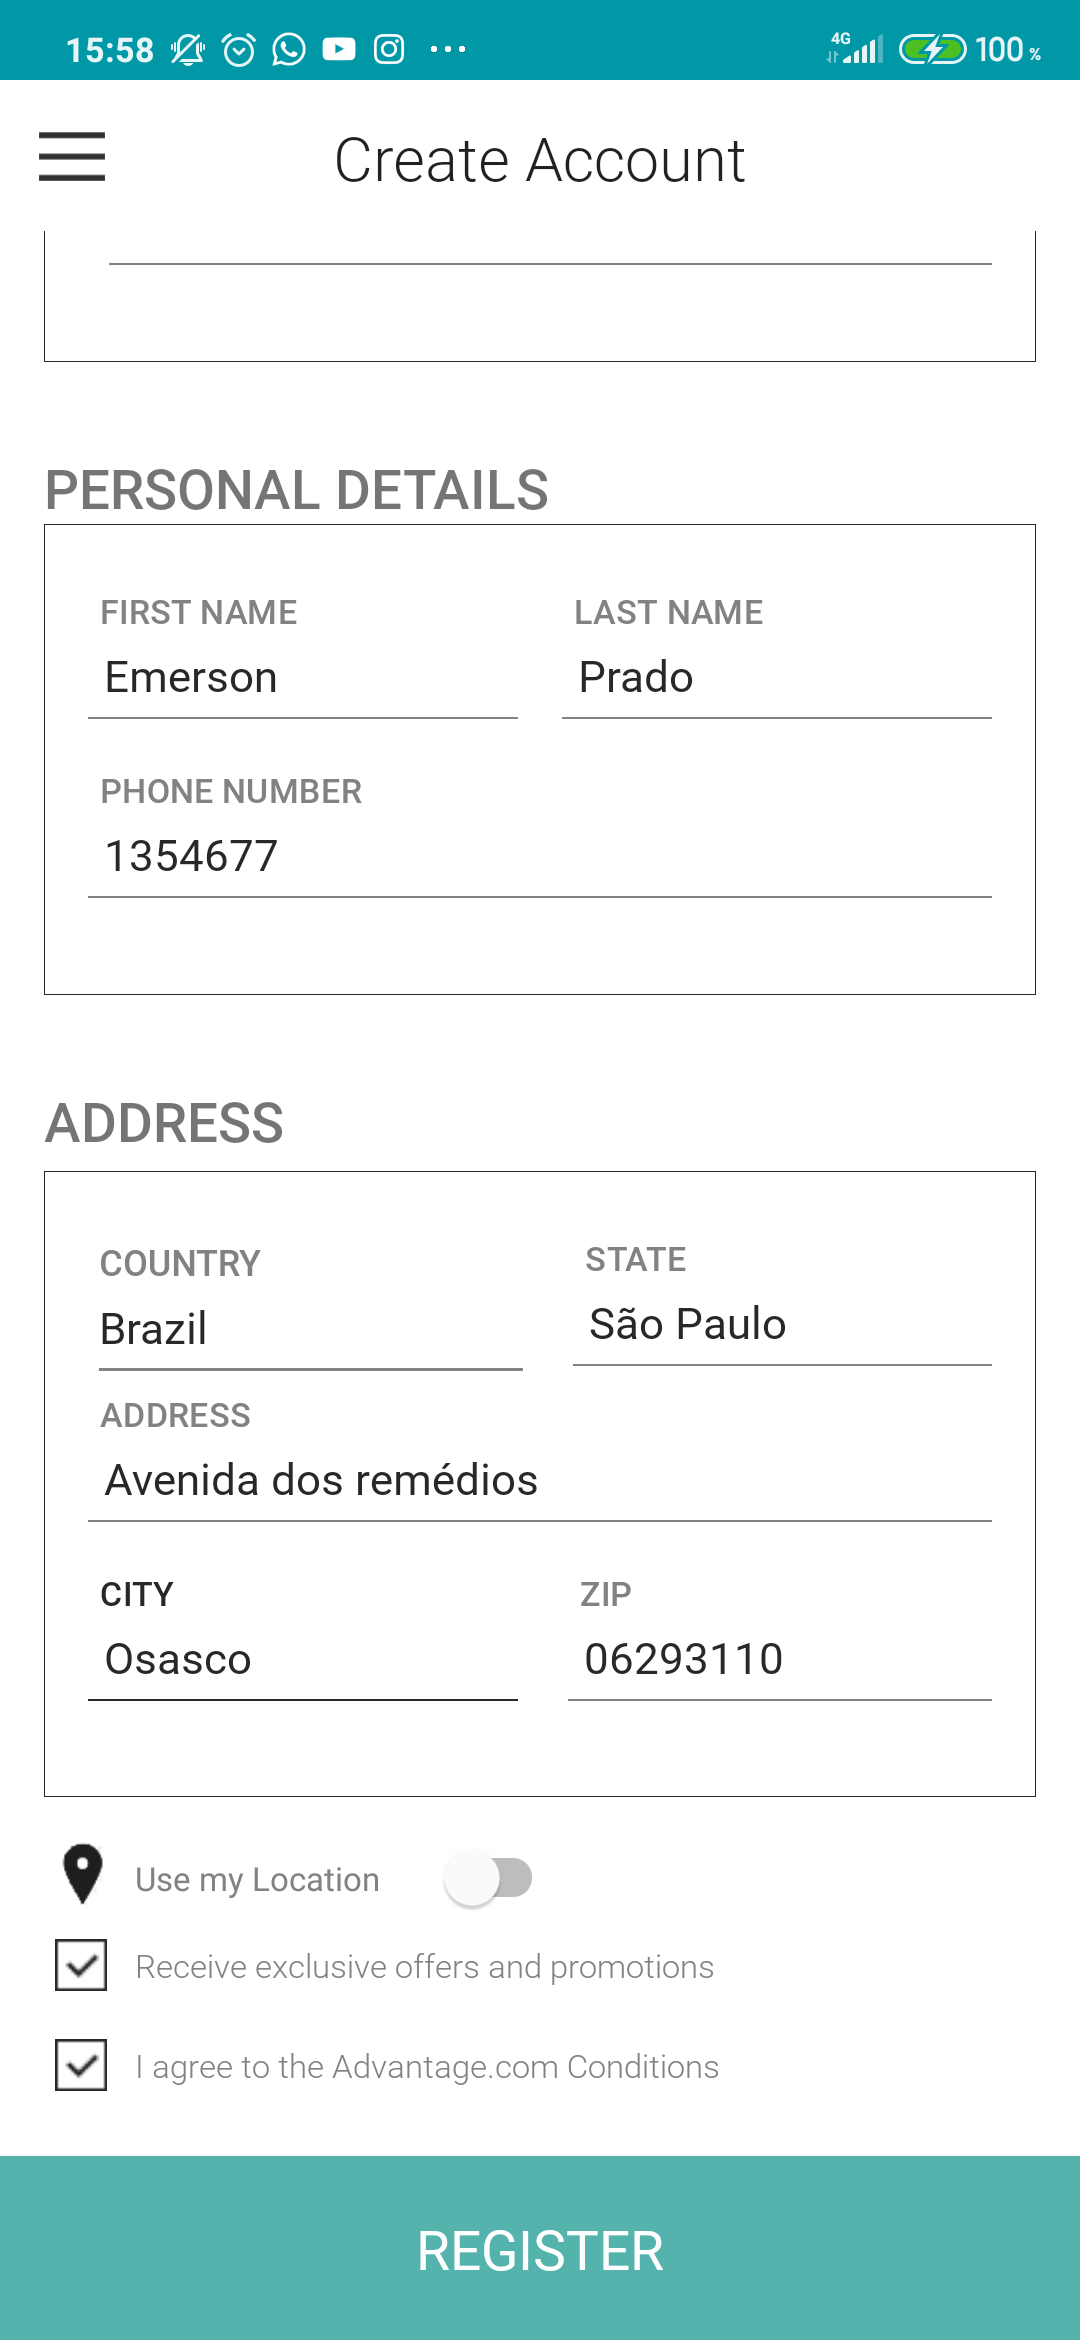 15:58 4G 100 %
Create Account
PERSONAL DETAILS
FIRST NAME LAST NAME
Emerson Prado
PHONE NUMBER
1354677
ADDRESS
COUNTRY STATE
Brazil São Paulo
ADDRESS
Avenida dos remédios
CITY ZIP
Osasco 06293110
Use my Location
Receive exclusive offers and promotions
I agree to the Advantage.com Conditions
REGISTER